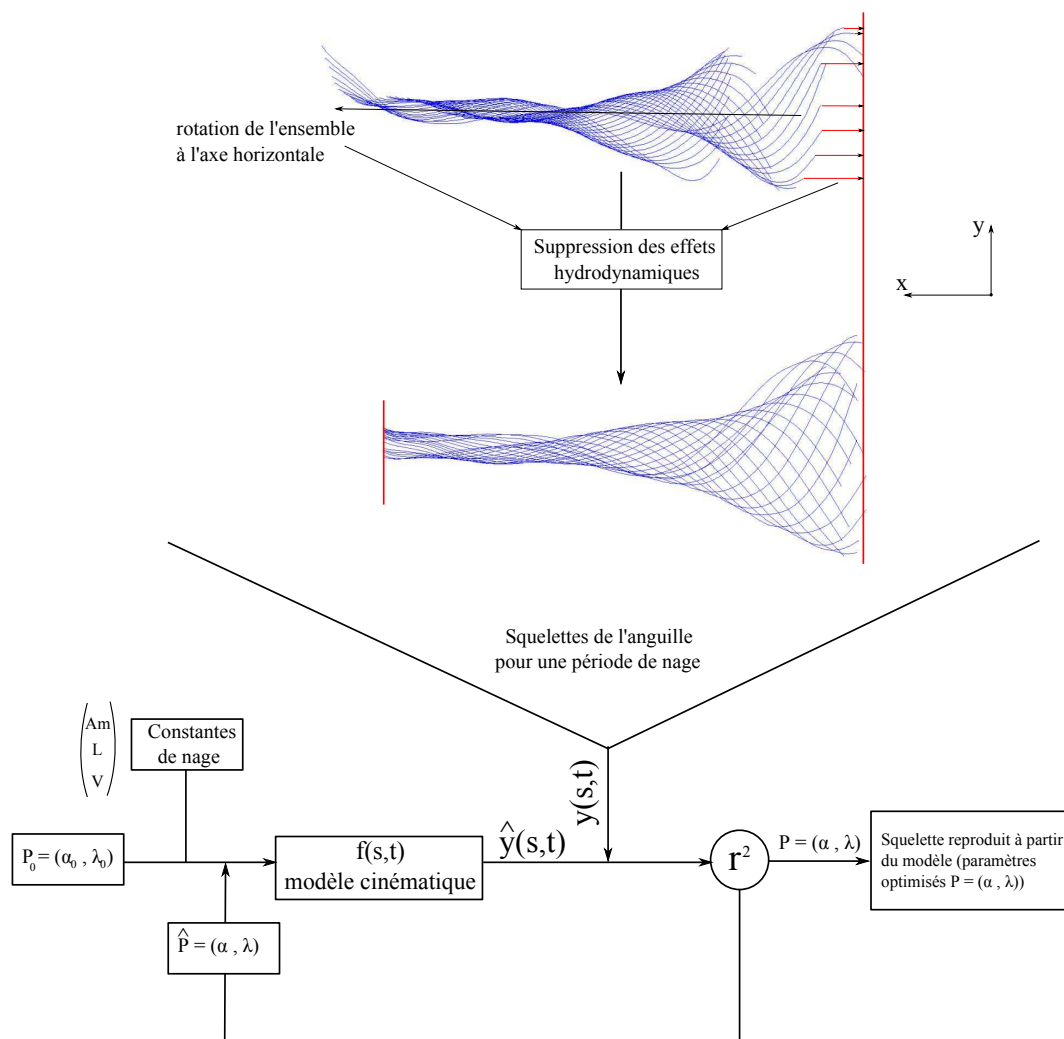 rotation de l'ensemble
à l'axe horizontale
Suppression des effets
hydrodynamiques
y
x
Squelettes de l'anguille
pour une période de nage
Am
L
V
Constantes
de nage
y(s,t)
P₀ = (α₀ , λ₀)
f(s,t)
modèle cinématique
ŷ(s,t)
r²
P = (α , λ)
Squelette reproduit à partir
du modèle (paramètres
optimisés P = (α , λ))
P̂ = (α , λ)